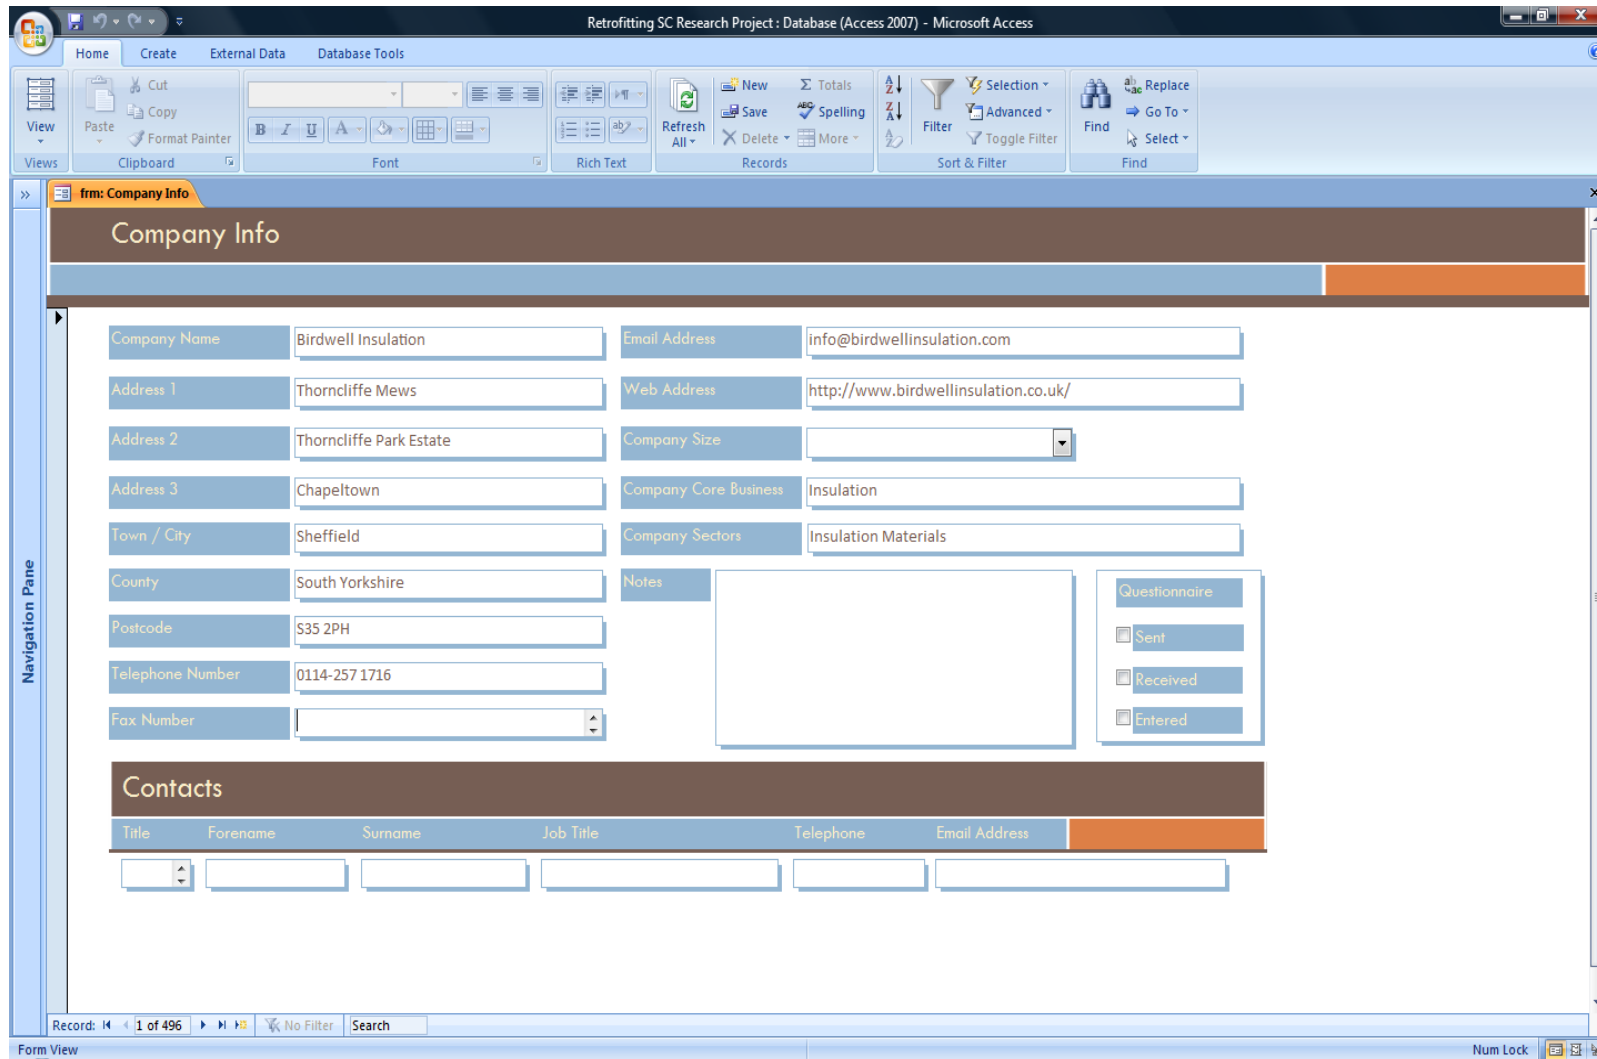 Retrofitting SC Research Project : Database (Access 2007) - Microsoft Access
Home Create External Data Database Tools
View
Views
Paste
Cut
Copy
Format Painter
Clipboard
B I U A
Font
Rich Text
Refresh All
New
Save
Delete
Σ Totals
ABC Spelling
More
Records
Filter
Selection
Advanced
Toggle Filter
Sort & Filter
Find
Replace
Go To
Select
Find
frm: Company Info
Navigation Pane
Company Info
Company Name Birdwell Insulation Email Address info@birdwellinsulation.com
Address 1 Thorncliffe Mews Web Address http://www.birdwellinsulation.co.uk/
Address 2 Thorncliffe Park Estate Company Size
Address 3 Chapeltown Company Core Business Insulation
Town / City Sheffield Company Sectors Insulation Materials
County South Yorkshire Notes Questionnaire
Postcode S35 2PH Sent
Telephone Number 0114-257 1716 Received
Fax Number Entered
Contacts
Title Forename Surname Job Title Telephone Email Address
Record: 1 of 496 No Filter Search
Form View Num Lock